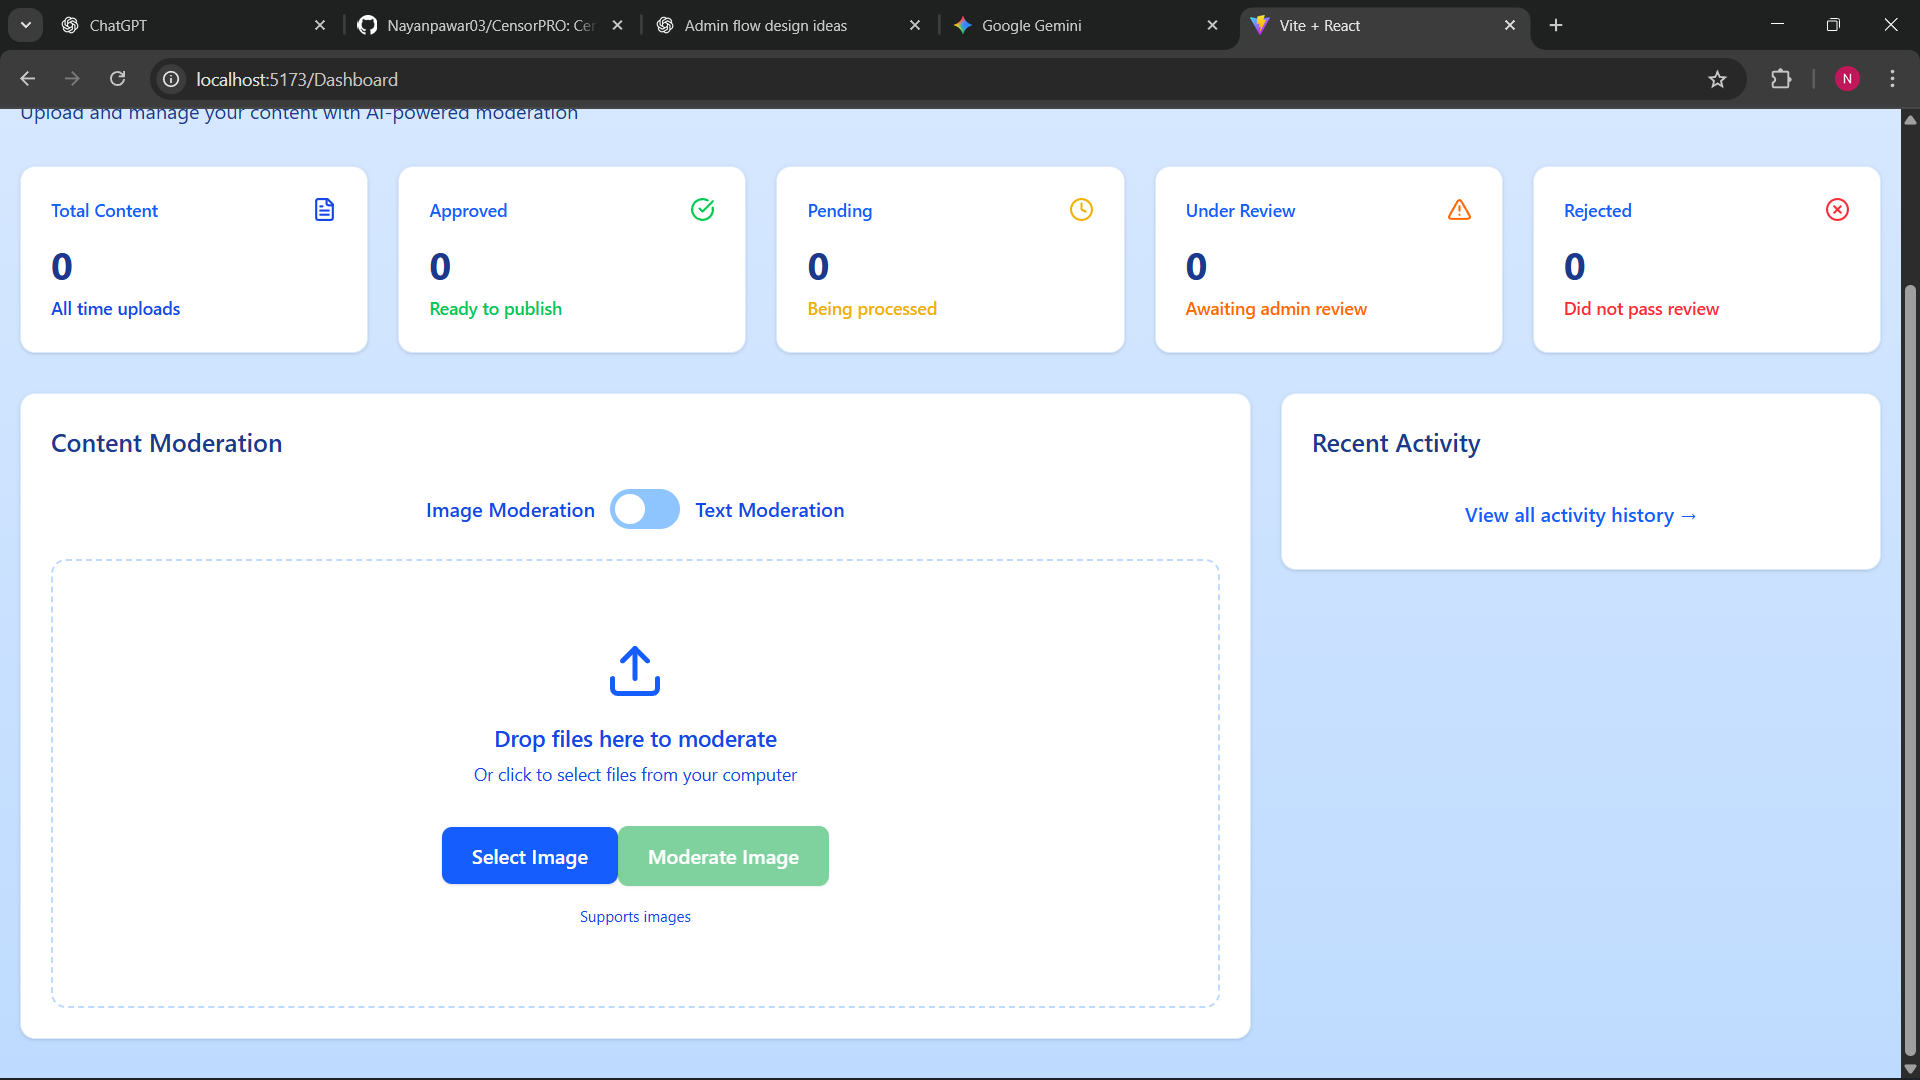 ChatGPT
Nayanpawar03/CensorPRO: Cer
Admin flow design ideas
Google Gemini
Vite + React
localhost:5173/Dashboard
N
Upload and manage your content with AI-powered moderation
Total Content
0
All time uploads
Approved
0
Ready to publish
Pending
0
Being processed
Under Review
0
Awaiting admin review
Rejected
0
Did not pass review
Content Moderation
Image Moderation
Text Moderation
Drop files here to moderate
Or click to select files from your computer
Select Image
Moderate Image
Supports images
Recent Activity
View all activity history →